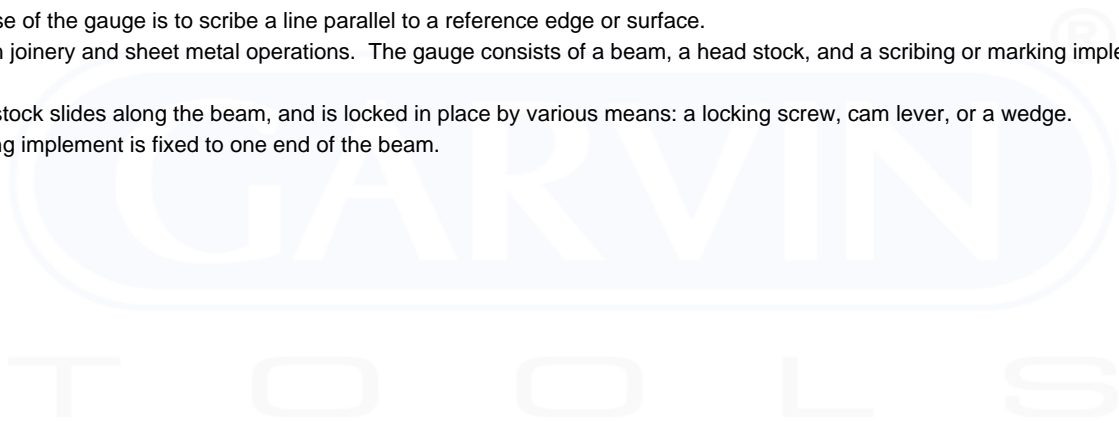 se of the gauge is to scribe a line parallel to a reference edge or surface.
n joinery and sheet metal operations. The gauge consists of a beam, a head stock, and a scribing or marking imple
stock slides along the beam, and is locked in place by various means: a locking screw, cam lever, or a wedge.
ng implement is fixed to one end of the beam.
GARVIN®
TOOLS